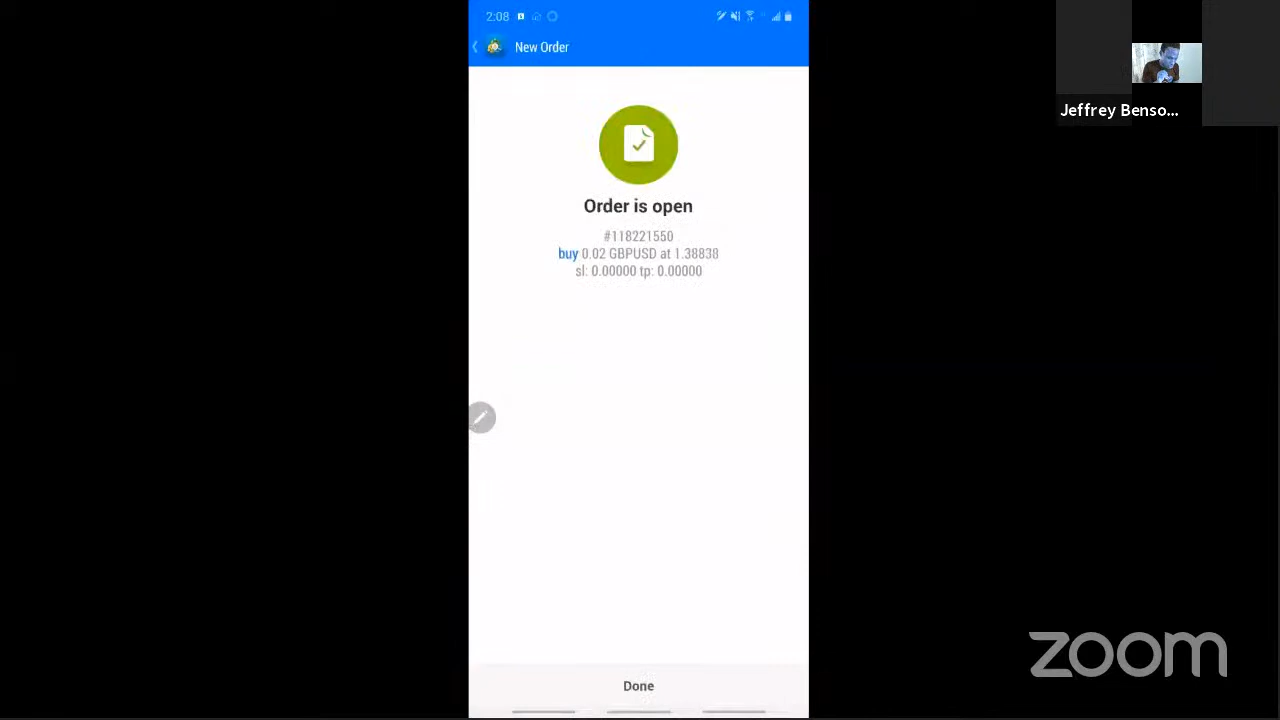 2:08
New Order
Jeffrey Benso...
Order is open
#118221550
buy 0.02 GBPUSD at 1.38838
sl: 0.00000 tp: 0.00000
Done
zoom